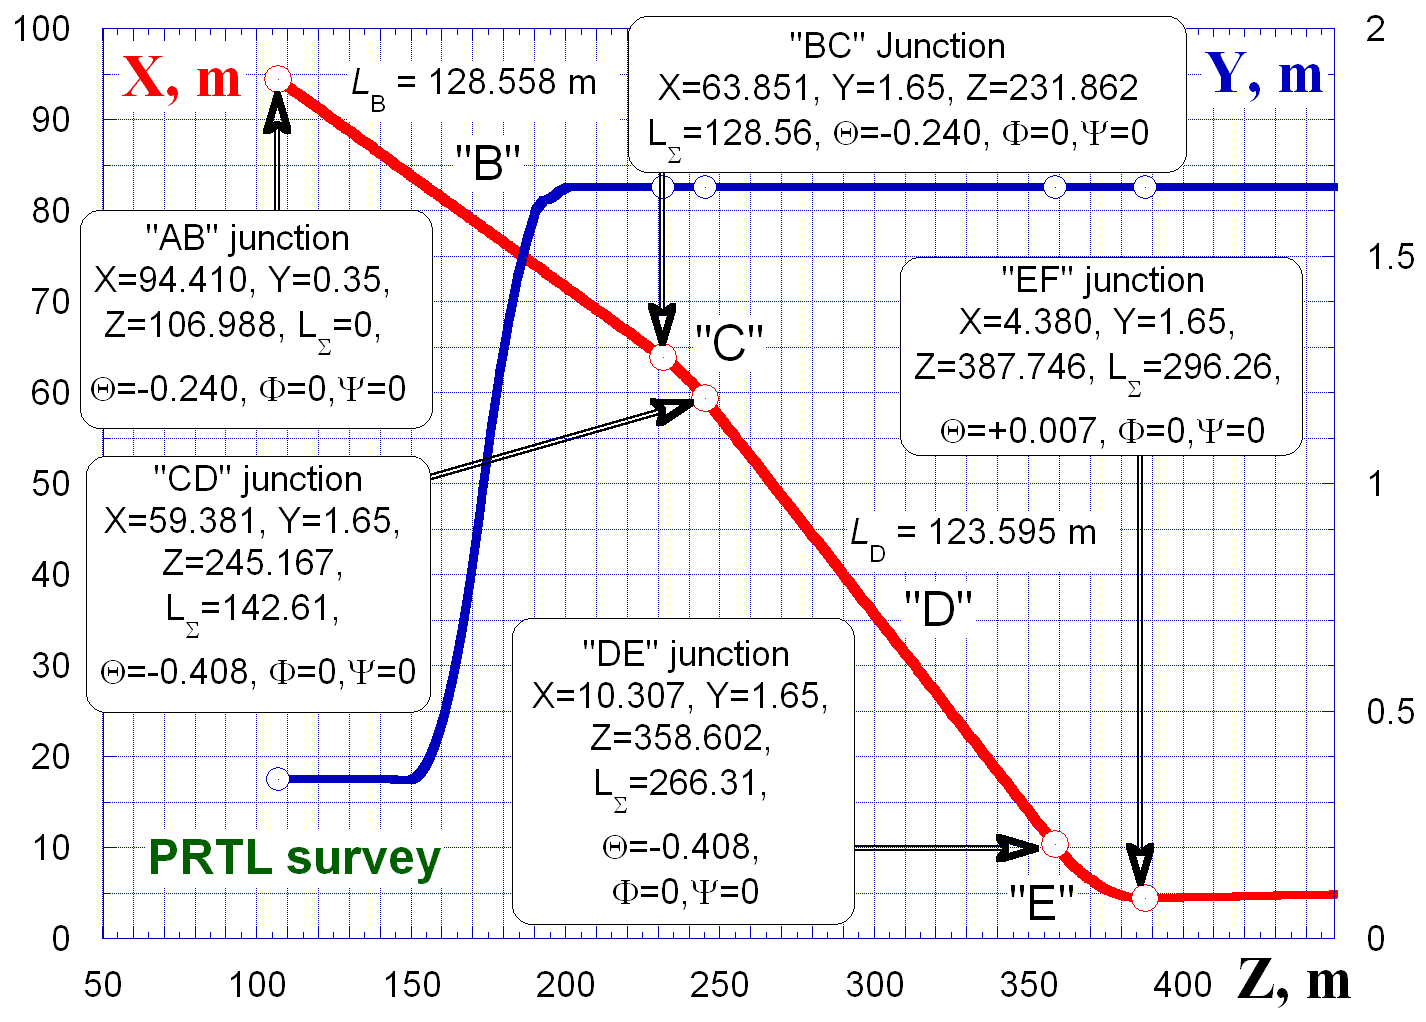 100
90
80
70
60
50
40
30
20
10
0
X, m
L_B = 128.558 m
"B"
"BC" Junction
X=63.851, Y=1.65, Z=231.862
L_Σ=128.56, Θ=-0.240, Φ=0,Ψ=0
Y, m
2
1.5
1
0.5
0
"AB" junction
X=94.410, Y=0.35,
Z=106.988, L_Σ=0,
Θ=-0.240, Φ=0,Ψ=0
"C"
"EF" junction
X=4.380, Y=1.65,
Z=387.746, L_Σ=296.26,
Θ=+0.007, Φ=0,Ψ=0
"CD" junction
X=59.381, Y=1.65,
Z=245.167,
L_Σ=142.61,
Θ=-0.408, Φ=0,Ψ=0
L_D = 123.595 m
"D"
"DE" junction
X=10.307, Y=1.65,
Z=358.602,
L_Σ=266.31,
Θ=-0.408,
Φ=0,Ψ=0
PRTL survey
"E"
50 100 150 200 250 300 350 400
Z, m